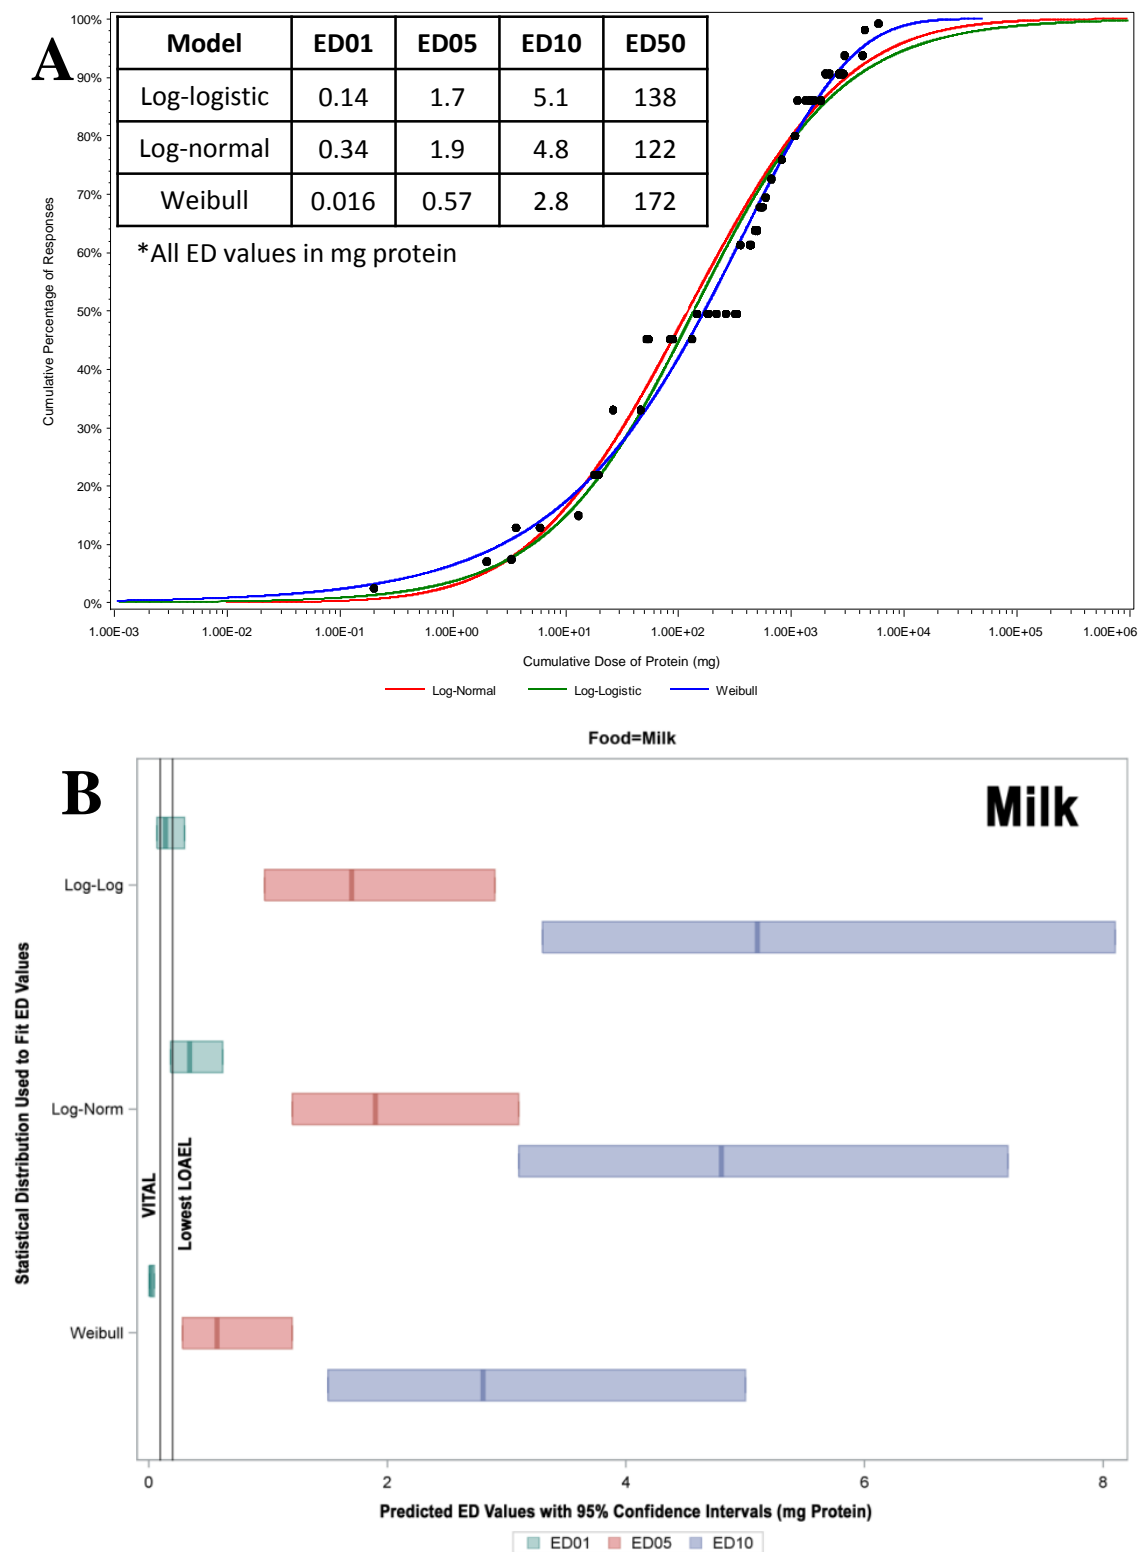 A
Model ED01 ED05 ED10 ED50
Log-logistic 0.14 1.7 5.1 138
Log-normal 0.34 1.9 4.8 122
Weibull 0.016 0.57 2.8 172
*All ED values in mg protein
Cumulative Percentage of Responses
100%
90%
80%
70%
60%
50%
40%
30%
20%
10%
0%
1.00E-03 1.00E-02 1.00E-01 1.00E+00 1.00E+01 1.00E+02 1.00E+03 1.00E+04 1.00E+05 1.00E+06
Cumulative Dose of Protein (mg)
Log-Normal Log-Logistic Weibull
Food=Milk
B
Milk
Statistical Distribution Used to Fit ED Values
Log-Log
Log-Norm
Weibull
VITAL
Lowest LOAEL
0 2 4 6 8
Predicted ED Values with 95% Confidence Intervals (mg Protein)
ED01 ED05 ED10